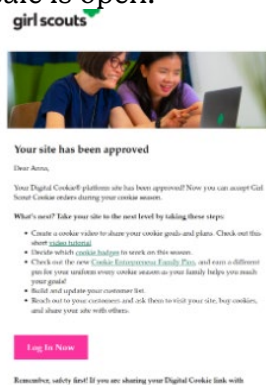 sale is open.
girl scouts
Your site has been approved
Dear Anna,
Your Digital Cookie® platform site has been approved! Now you can accept Girl
Scout Cookie orders during your cookie season.
What's next? Take your site to the next level by taking these steps:
• Create a cookie video to share your cookie goals and plans. Check out this
short video tutorial
• Decide which cookie badges to work on this season.
• Check out the new Cookie Entrepreneur Family Pins, and earn a different
pin for your uniform every cookie season as your family helps you reach
your goals!
• Build and update your customer list.
• Reach out to your customers and ask them to visit your site, buy cookies,
and share your site with others.
Log In Now
Remember, safety first! If you are sharing your Digital Cookie link with